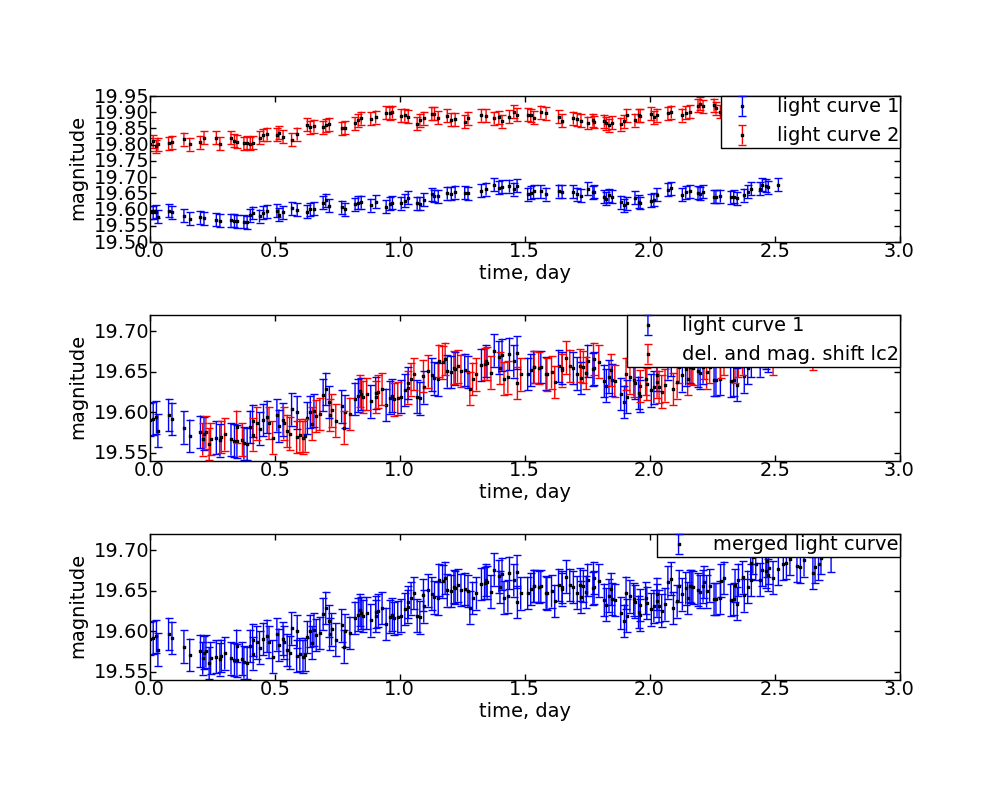 19.95
19.90
19.85
19.80
19.75
19.70
19.65
19.60
19.55
19.50
magnitude
light curve 1
light curve 2
0.0 0.5 1.0 1.5 2.0 2.5 3.0
time, day
19.70
19.65
19.60
19.55
magnitude
light curve 1
del. and mag. shift lc2
0.0 0.5 1.0 1.5 2.0 2.5 3.0
time, day
19.70
19.65
19.60
19.55
magnitude
merged light curve
0.0 0.5 1.0 1.5 2.0 2.5 3.0
time, day